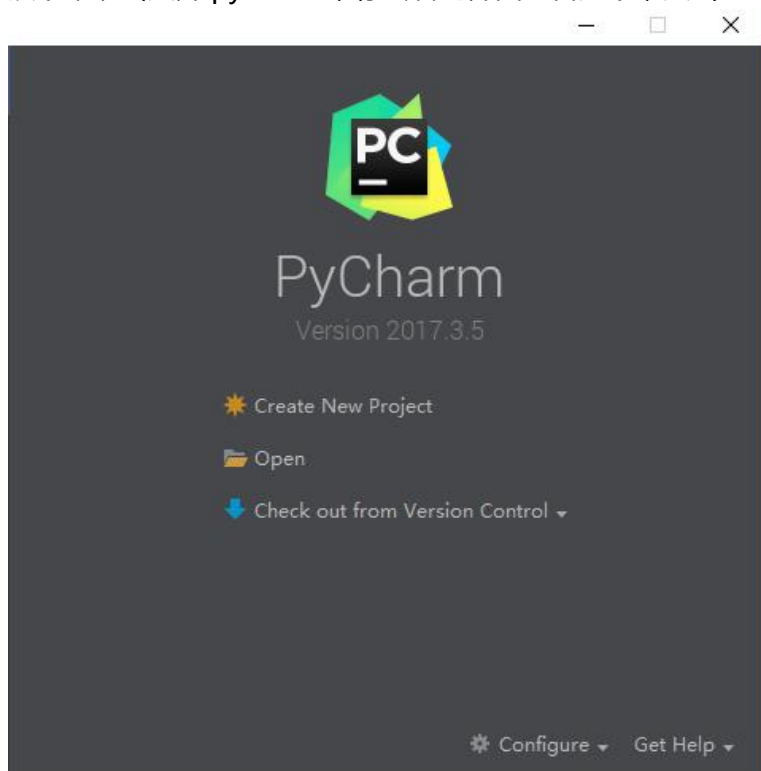 PC
PyCharm
Version 2017.3.5
Create New Project
Open
Check out from Version Control
Configure
Get Help